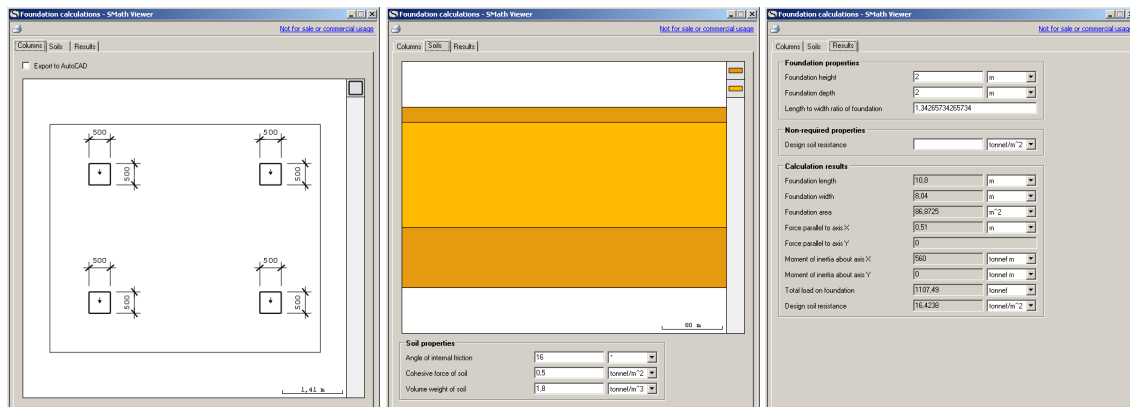 Foundation calculations - SMath Viewer
Not for sale or commercial usage
Columns Soils Results
Export to AutoCAD
500 500
500 500
500 500
500 500
1,41 m
Foundation calculations - SMath Viewer
Not for sale or commercial usage
Columns Soils Results
80 m
Soil properties
Angle of internal friction 16 °
Cohesive force of soil 0,5 tonnef/m^2
Volume weight of soil 1,8 tonnef/m^3
Foundation calculations - SMath Viewer
Not for sale or commercial usage
Columns Soils Results
Foundation properties
Foundation height 2 m
Foundation depth 2 m
Length to width ratio of foundation 1,34265734265734
Non-required properties
Design soil resistance tonnef/m^2
Calculation results
Foundation length 10,8 m
Foundation width 8,04 m
Foundation area 86,8725 m^2
Force parallel to axis X 0,51 m
Force parallel to axis Y 0
Moment of inertia about axis X 560 tonnef m
Moment of inertia about axis Y 0 tonnef m
Total load on foundation 1107,49 tonnef
Design soil resistance 16,4238 tonnef/m^2